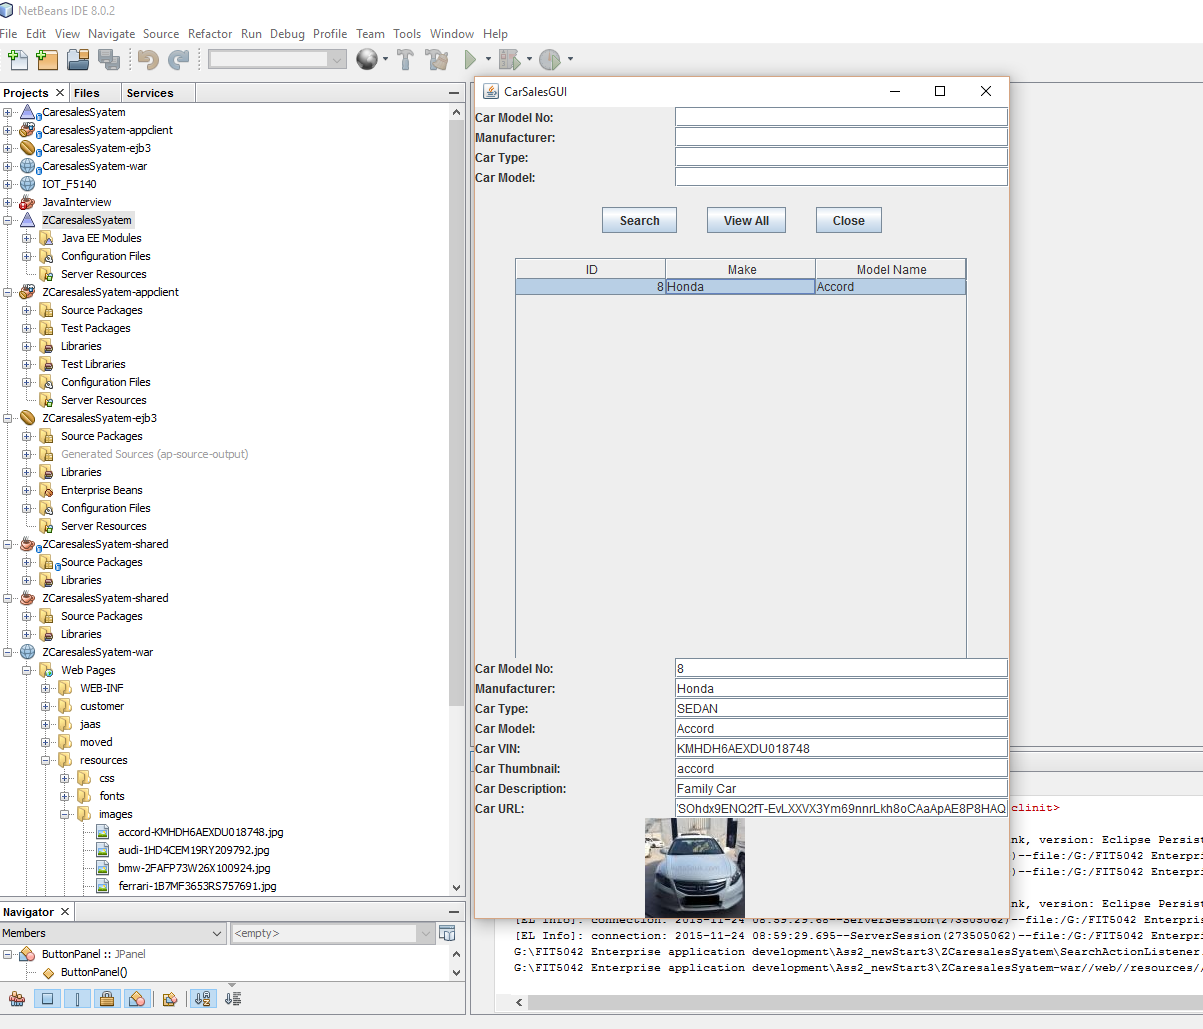 NetBeans IDE 8.0.2
File Edit View Navigate Source Refactor Run Debug Profile Team Tools Window Help
Projects Files Services
CaresalesSyatem
CaresalesSyatem-appclient
CaresalesSyatem-ejb3
CaresalesSyatem-war
IOT_F5140
JavaInterview
ZCaresalesSyatem
Java EE Modules
Configuration Files
Server Resources
ZCaresalesSyatem-appclient
Source Packages
Test Packages
Libraries
Test Libraries
Configuration Files
Server Resources
ZCaresalesSyatem-ejb3
Source Packages
Generated Sources (ap-source-output)
Libraries
Enterprise Beans
Configuration Files
Server Resources
ZCaresalesSyatem-shared
Source Packages
Libraries
ZCaresalesSyatem-shared
Source Packages
Libraries
ZCaresalesSyatem-war
Web Pages
WEB-INF
customer
jaas
moved
resources
css
fonts
images
accord-KMHDH6AEXDU018748.jpg
audi-1HD4CEM19RY209792.jpg
bmw-2FAFP73W26X100924.jpg
ferrari-1B7MF3653RS757691.jpg
Navigator
Members <empty>
ButtonPanel :: JPanel
ButtonPanel()
CarSalesGUI
Car Model No:
Manufacturer:
Car Type:
Car Model:
Search View All Close
ID Make Model Name
8 Honda Accord
Car Model No: 8
Manufacturer: Honda
Car Type: SEDAN
Car Model: Accord
Car VIN: KMHDH6AEXDU018748
Car Thumbnail: accord
Car Description: Family Car
Car URL: SOhdx9ENQ2fT-EvLXXVX3Ym69nnrLkh8oCAaApAE8P8HAQ
clinit>
nk, version: Eclipse Persist
)--file:/G:/FIT5042 Enterpri
)--file:/G:/FIT5042 Enterpri
nk, version: Eclipse Persist
[EL Info]: connection: 2015-11-24 08:59:29.68--ServerSession(273505062)--file:/G:/FIT5042 Enterpri
[EL Info]: connection: 2015-11-24 08:59:29.695--ServerSession(273505062)--file:/G:/FIT5042 Enterpri
G:\FIT5042 Enterprise application development\Ass2_newStart3\ZCaresalesSyatem\SearchActionListener.
G:\FIT5042 Enterprise application development\Ass2_newStart3\ZCaresalesSyatem-war//web//resources//